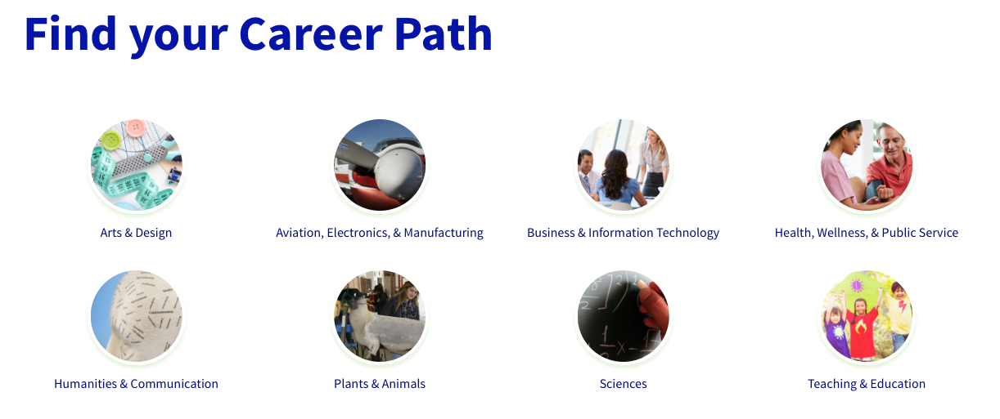 Find your Career Path
Arts & Design
Aviation, Electronics, & Manufacturing
Business & Information Technology
Health, Wellness, & Public Service
Humanities & Communication
Plants & Animals
Sciences
Teaching & Education